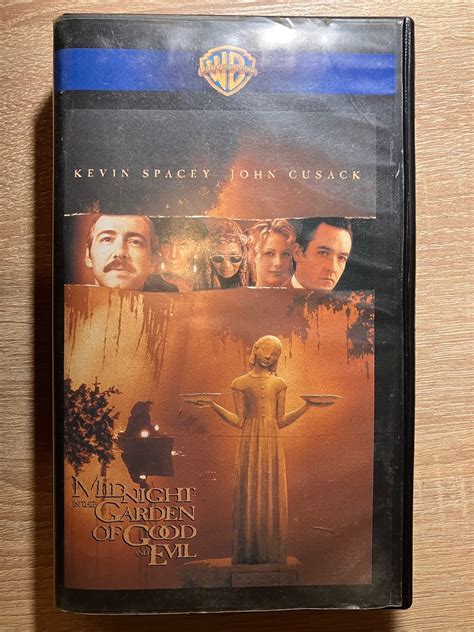 WB
KEVIN SPACEY JOHN CUSACK
MIDNIGHT
IN THE GARDEN
OF GOOD
AND EVIL